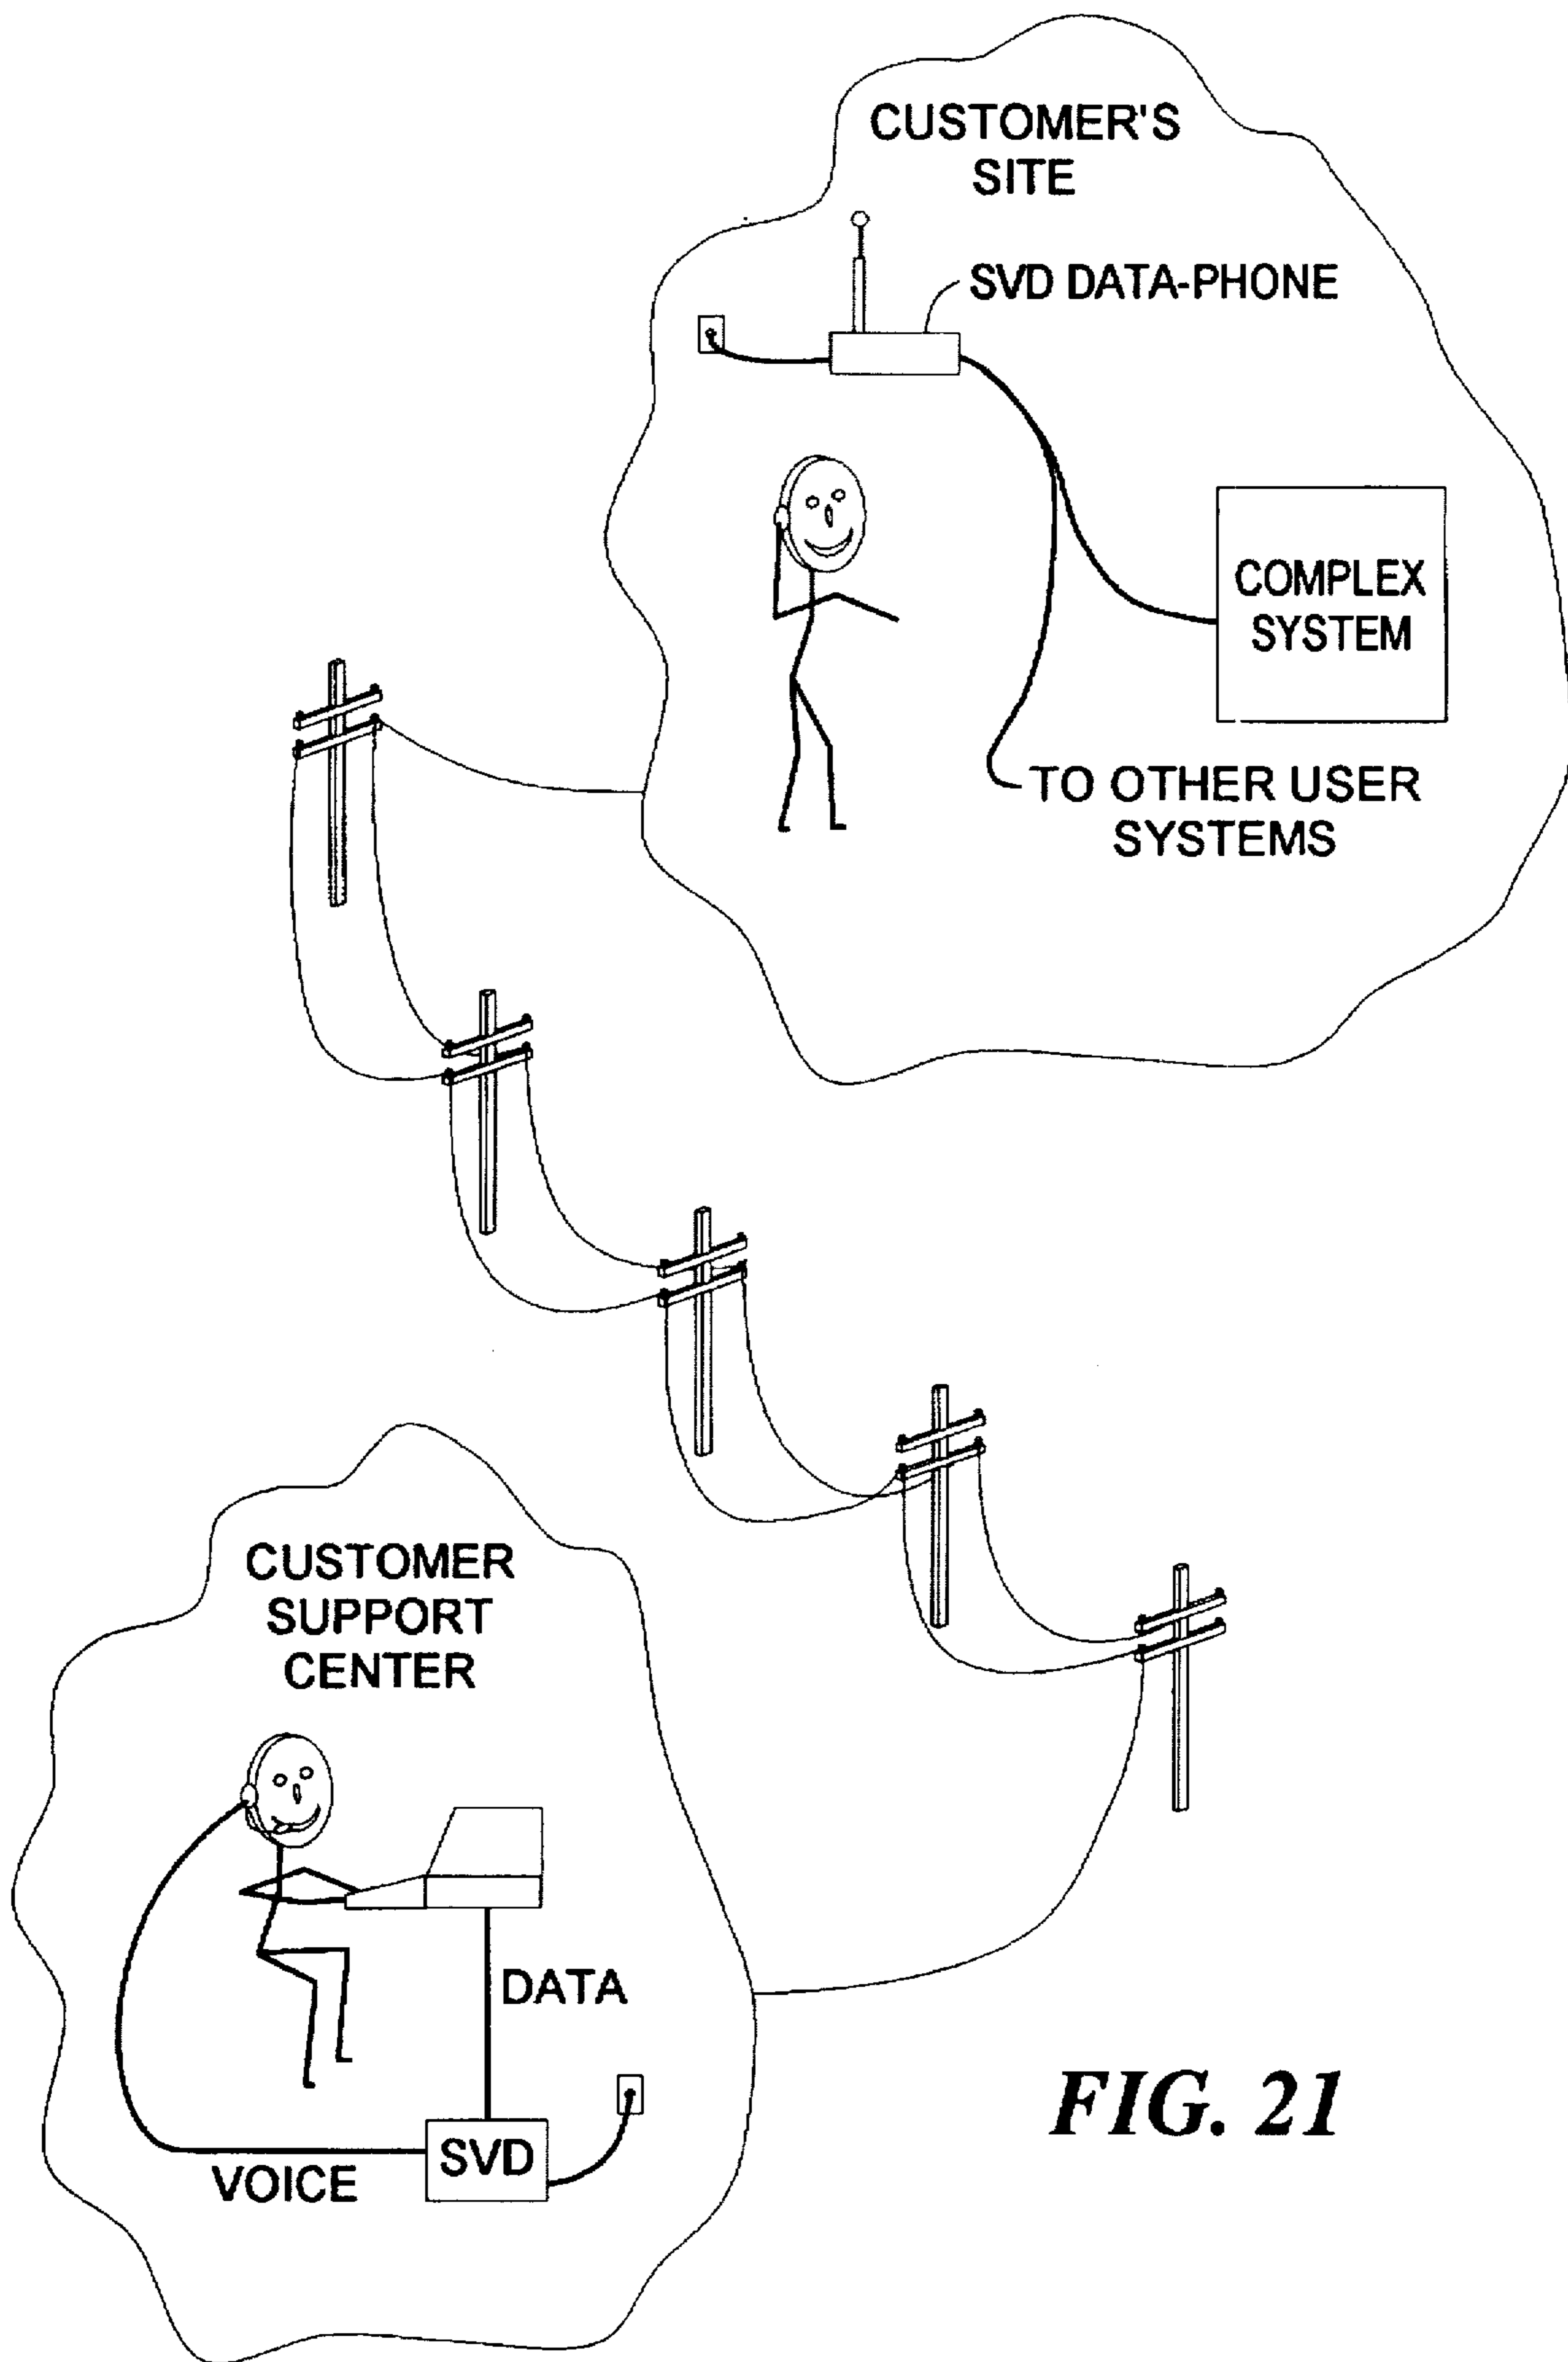 CUSTOMER'S
SITE
SVD DATA-PHONE
COMPLEX
SYSTEM
TO OTHER USER
SYSTEMS
CUSTOMER
SUPPORT
CENTER
DATA
SVD
VOICE
FIG. 21